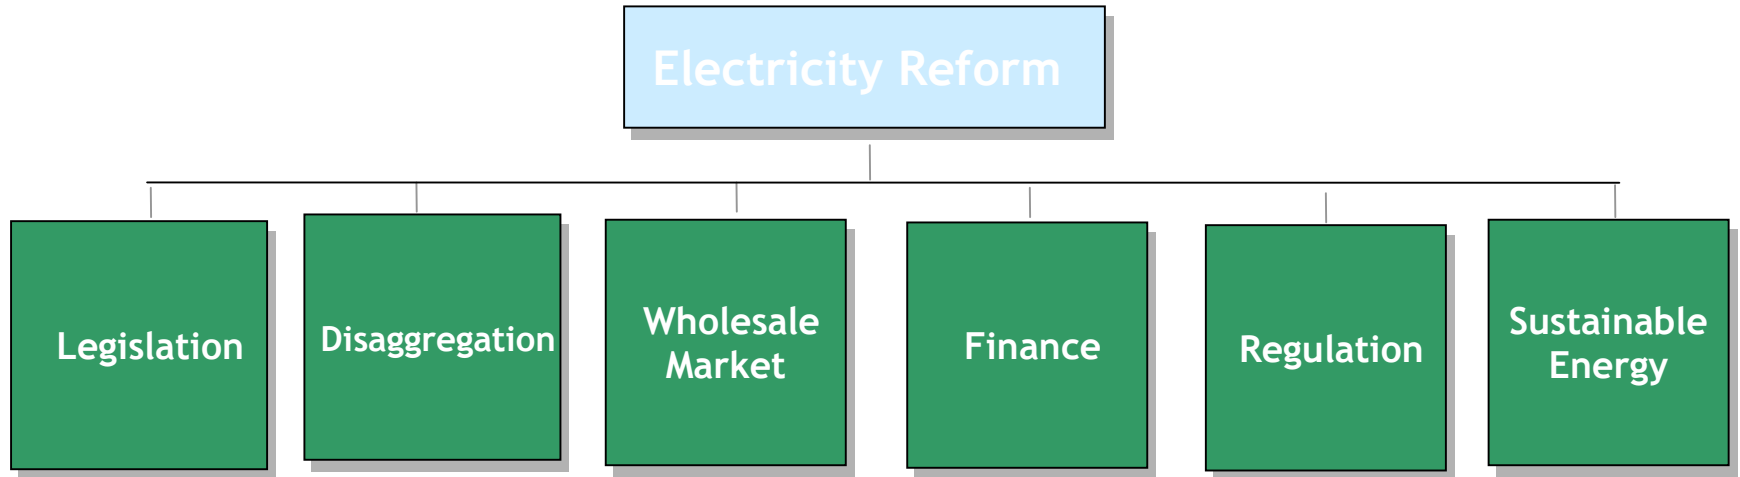 Electricity Reform
Legislation
Disaggregation
Wholesale
Market
Finance
Regulation
Sustainable
Energy